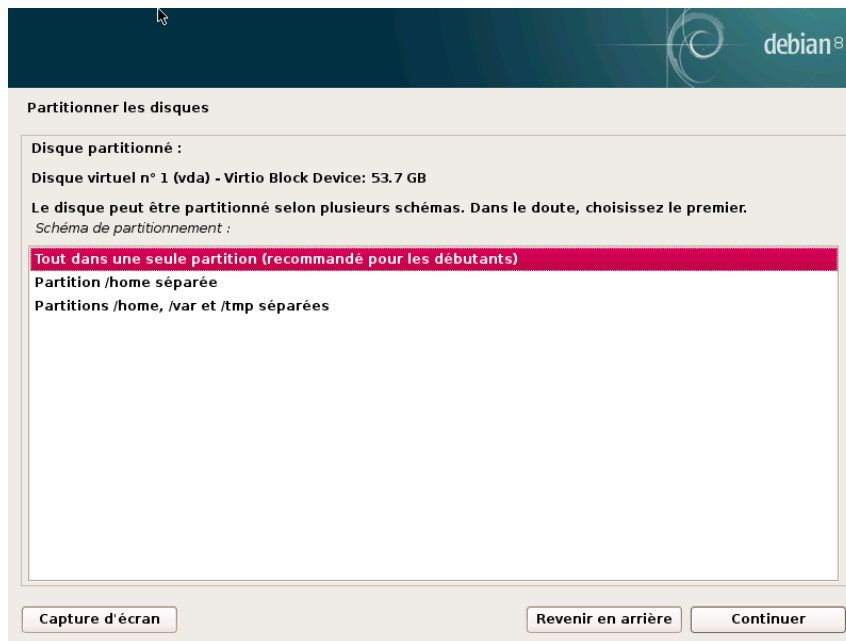 debian 8
Partitionner les disques
Disque partitionné :
Disque virtuel n° 1 (vda) - Virtio Block Device: 53.7 GB
Le disque peut être partitionné selon plusieurs schémas. Dans le doute, choisissez le premier.
Schéma de partitionnement :
Tout dans une seule partition (recommandé pour les débutants)
Partition /home séparée
Partitions /home, /var et /tmp séparées
Capture d'écran
Revenir en arrière
Continuer